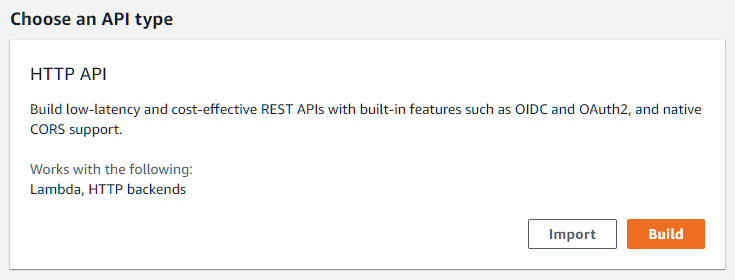 Choose an API type
HTTP API
Build low-latency and cost-effective REST APIs with built-in features such as OIDC and OAuth2, and native
CORS support.
Works with the following:
Lambda, HTTP backends
Import
Build